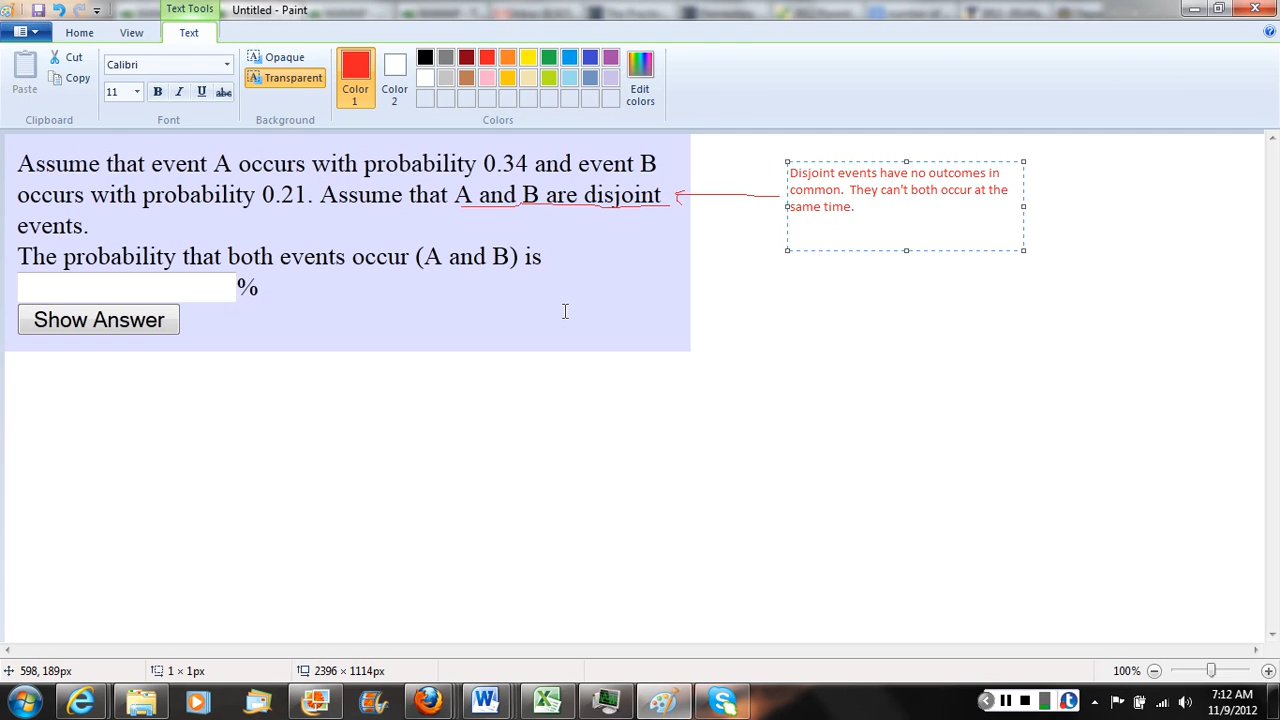 Text Tools
Untitled - Paint
Home
View
Text
Paste
Cut
Copy
Clipboard
Calibri
11
B I U abc
Font
Opaque
Transparent
Background
Color 1
Color 2
Edit colors
Colors
Assume that event A occurs with probability 0.34 and event B
occurs with probability 0.21. Assume that A and B are disjoint
events.
The probability that both events occur (A and B) is
%
Show Answer
Disjoint events have no outcomes in
common. They can't both occur at the
same time.
598, 189px
1 × 1px
2396 × 1114px
100%
7:12 AM
11/9/2012